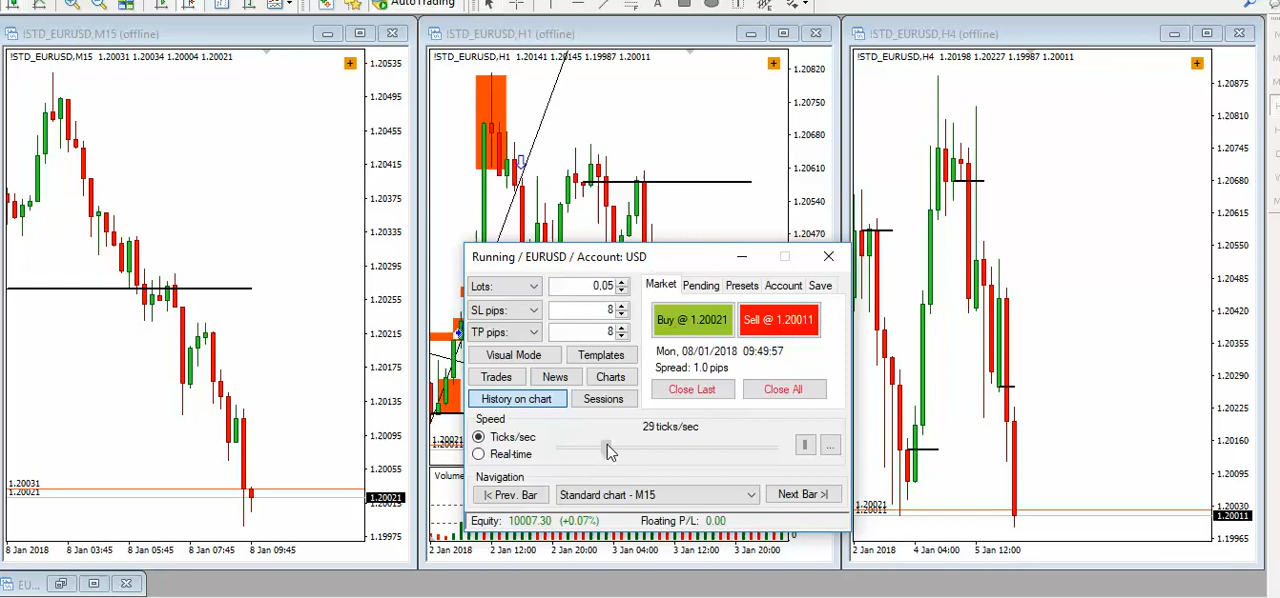 AutoTrading
!STD_EURUSD,M15 (offline)
!STD_EURUSD,M15 1.20031 1.20034 1.20004 1.20021
1.20535
1.20495
1.20455
1.20415
1.20375
1.20335
1.20295
1.20255
1.20215
1.20175
1.20135
1.20095
1.20055
1.20031
1.20021
1.20021
1.20015
1.19975
8 Jan 2018
8 Jan 03:45
8 Jan 05:45
8 Jan 07:45
8 Jan 09:45
!STD_EURUSD,H1 (offline)
!STD_EURUSD,H1 1.20141 1.20145 1.19987 1.20011
1.20820
1.20750
1.20680
1.20610
1.20540
1.20470
Volume
2 Jan 2018
2 Jan 12:00
2 Jan 20:00
3 Jan 04:00
3 Jan 12:00
3 Jan 20:00
!STD_EURUSD,H4 (offline)
!STD_EURUSD,H4 1.20198 1.20227 1.19987 1.20011
1.20875
1.20810
1.20745
1.20680
1.20615
1.20550
1.20485
1.20420
1.20355
1.20290
1.20225
1.20160
1.20095
1.20030
1.20021
1.20011
1.20011
1.19965
2 Jan 2018
4 Jan 04:00
5 Jan 12:00
Running / EURUSD / Account: USD
Lots: 0.05
SL pips: 8
TP pips: 8
Visual Mode Templates
Trades News Charts
History on chart Sessions
Market Pending Presets Account Save
Buy @ 1.20021 Sell @ 1.20011
Mon, 08/01/2018 09:49:57
Spread: 1.0 pips
Close Last Close All
Speed
29 ticks/sec
Ticks/sec
Real-time
...
Navigation
|< Prev. Bar Standard chart - M15 Next Bar >|
Equity: 10007.30 (+0.07%) Floating P/L: 0.00
EU...